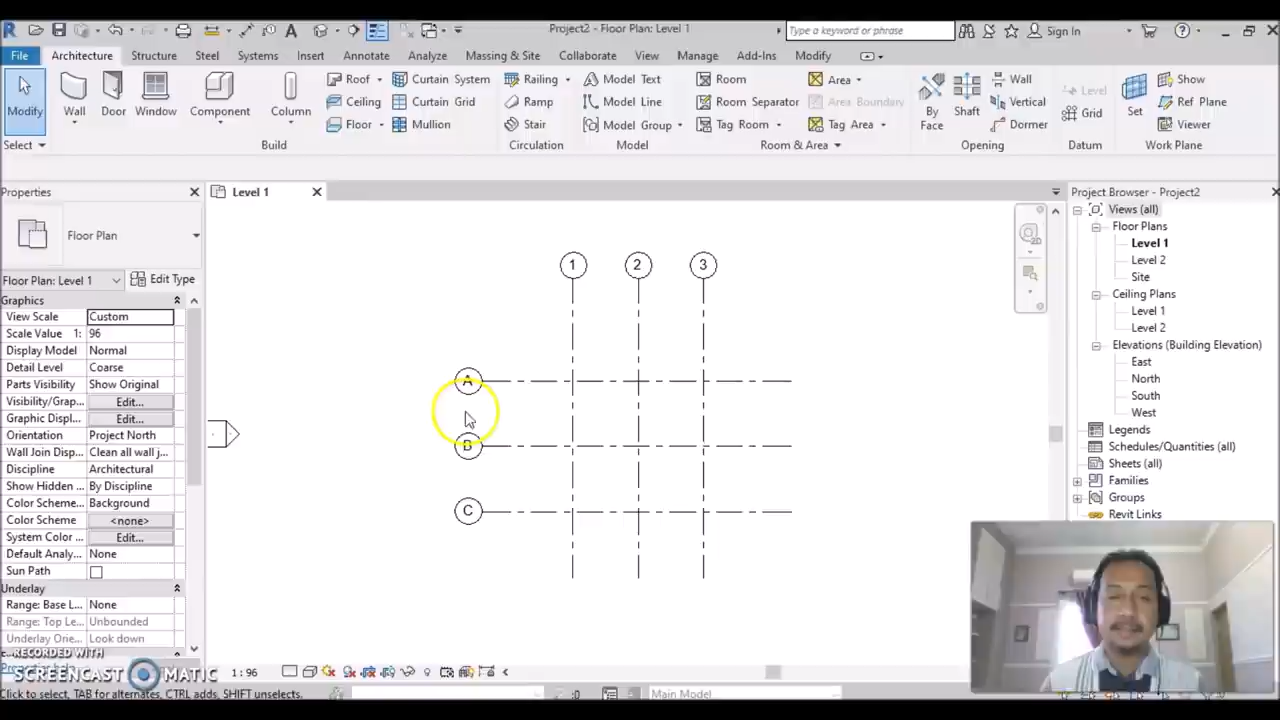 Project2 - Floor Plan: Level 1
Type a keyword or phrase
Sign In
File Architecture Structure Steel Systems Insert Annotate Analyze Massing & Site Collaborate View Manage Add-Ins Modify
Modify Wall Door Window Component Column
Roof Curtain System Railing Model Text Room Area
Ceiling Curtain Grid Ramp Model Line Room Separator Area Boundary
Floor Mullion Stair Model Group Tag Room Tag Area
By Face Shaft Wall Vertical Dormer
Level Grid
Set Show Ref Plane Viewer
Select Build Circulation Model Room & Area Opening Datum Work Plane
Properties
Floor Plan
Floor Plan: Level 1 Edit Type
Graphics
View Scale Custom
Scale Value 1: 96
Display Model Normal
Detail Level Coarse
Parts Visibility Show Original
Visibility/Grap... Edit...
Graphic Displ... Edit...
Orientation Project North
Wall Join Disp... Clean all wall j...
Discipline Architectural
Show Hidden ... By Discipline
Color Scheme... Background
Color Scheme <none>
System Color ... Edit...
Default Analy... None
Sun Path
Underlay
Range: Base L... None
Range: Top Le... Unbounded
Underlay Orie... Look down
RECORDED WITH
SCREENCAST MATIC
Click to select, TAB for alternates, CTRL adds, SHIFT unselects.
Level 1
1 2 3
A
B
C
2D
1 : 96
:0
Main Model
Project Browser - Project2
Views (all)
Floor Plans
Level 1
Level 2
Site
Ceiling Plans
Level 1
Level 2
Elevations (Building Elevation)
East
North
South
West
Legends
Schedules/Quantities (all)
Sheets (all)
Families
Groups
Revit Links